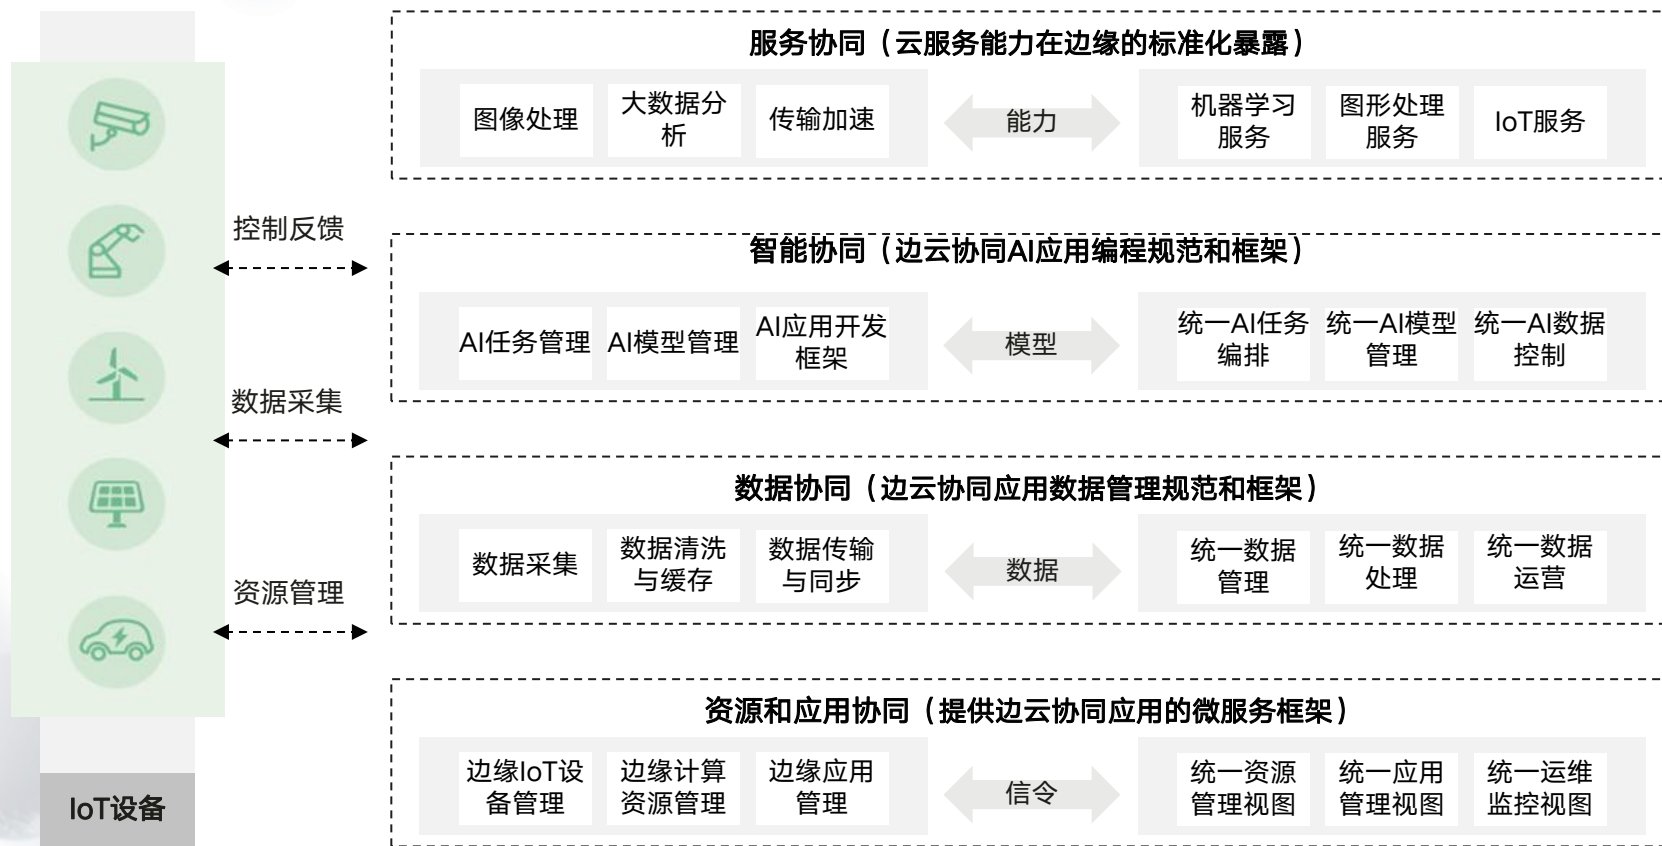 服务协同（云服务能力在边缘的标准化暴露）
图像处理
大数据分
析
传输加速
能力
机器学习
服务
图形处理
服务
IoT服务
控制反馈
智能协同（边云协同AI应用编程规范和框架）
AI任务管理
AI模型管理
AI应用开发
框架
模型
统一AI任务
编排
统一AI模型
管理
统一AI数据
控制
数据采集
数据协同（边云协同应用数据管理规范和框架）
数据采集
数据清洗
与缓存
数据传输
与同步
数据
统一数据
管理
统一数据
处理
统一数据
运营
资源管理
资源和应用协同（提供边云协同应用的微服务框架）
边缘IoT设
备管理
边缘计算
资源管理
边缘应用
管理
信令
统一资源
管理视图
统一应用
管理视图
统一运维
监控视图
IoT设备